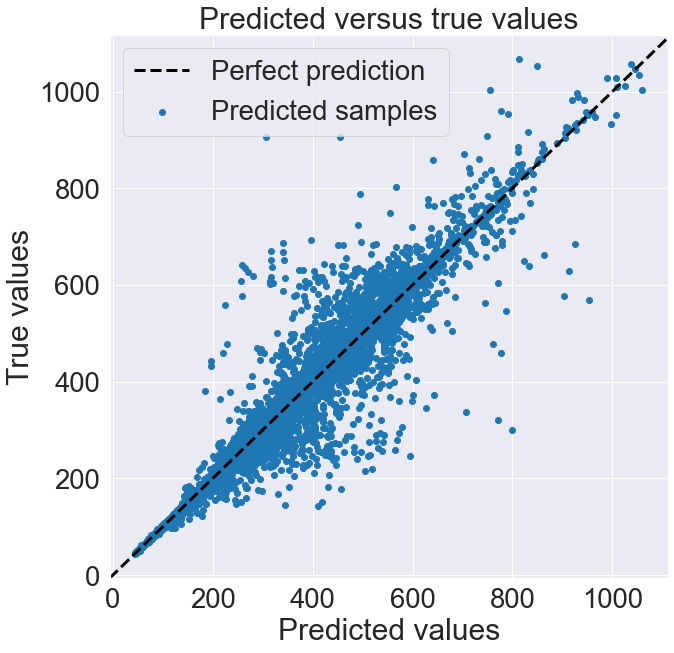 Predicted versus true values
Perfect prediction
Predicted samples
True values
1000
800
600
400
200
0
0 200 400 600 800 1000
Predicted values